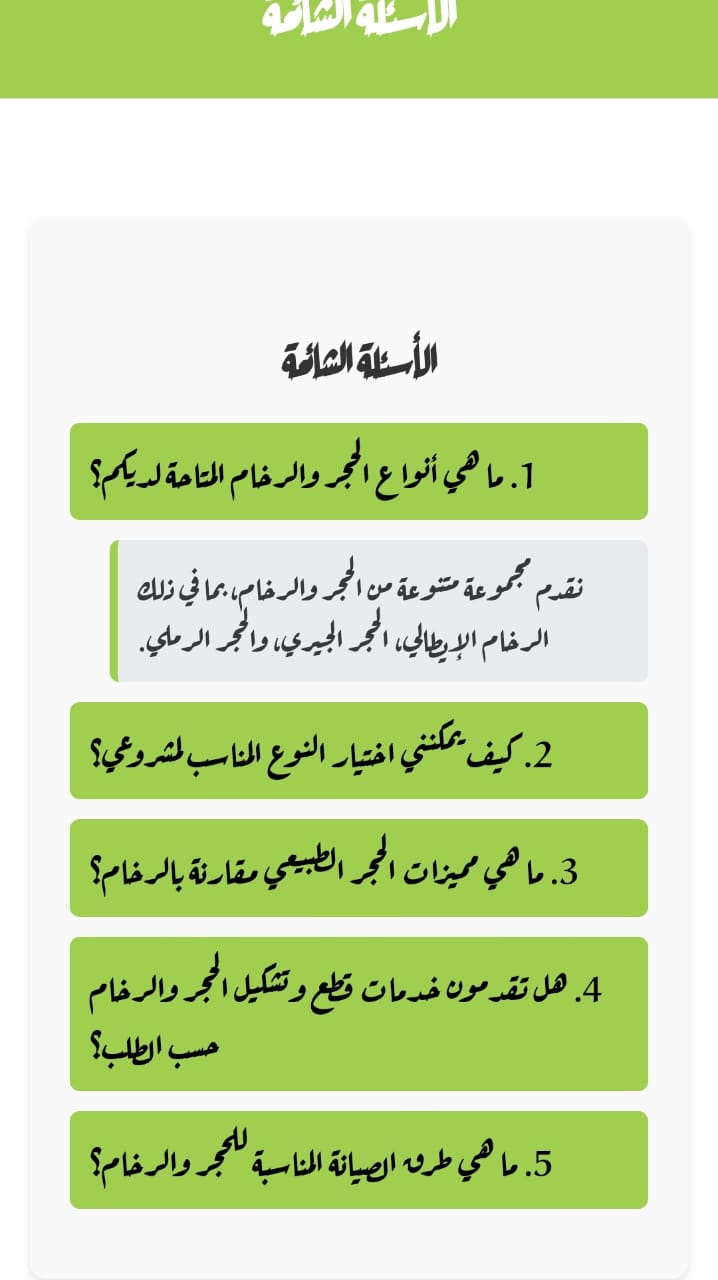 الأسئلة الشائعة
الأسئلة الشائعة
1. ما هي أنواع الحجر والرخام المتاحة لديكم؟
نقدم مجموعة متنوعة من الحجر والرخام، بما في ذلك
الرخام الإيطالي، الحجر الجيري، والحجر الرملي.
2. كيف يمكنني اختيار النوع المناسب لمشروعي؟
3. ما هي مميزات الحجر الطبيعي مقارنة بالرخام؟
4. هل تقدمون خدمات قطع وتشكيل الحجر والرخام
حسب الطلب؟
5. ما هي طرق الصيانة المناسبة للحجر والرخام؟